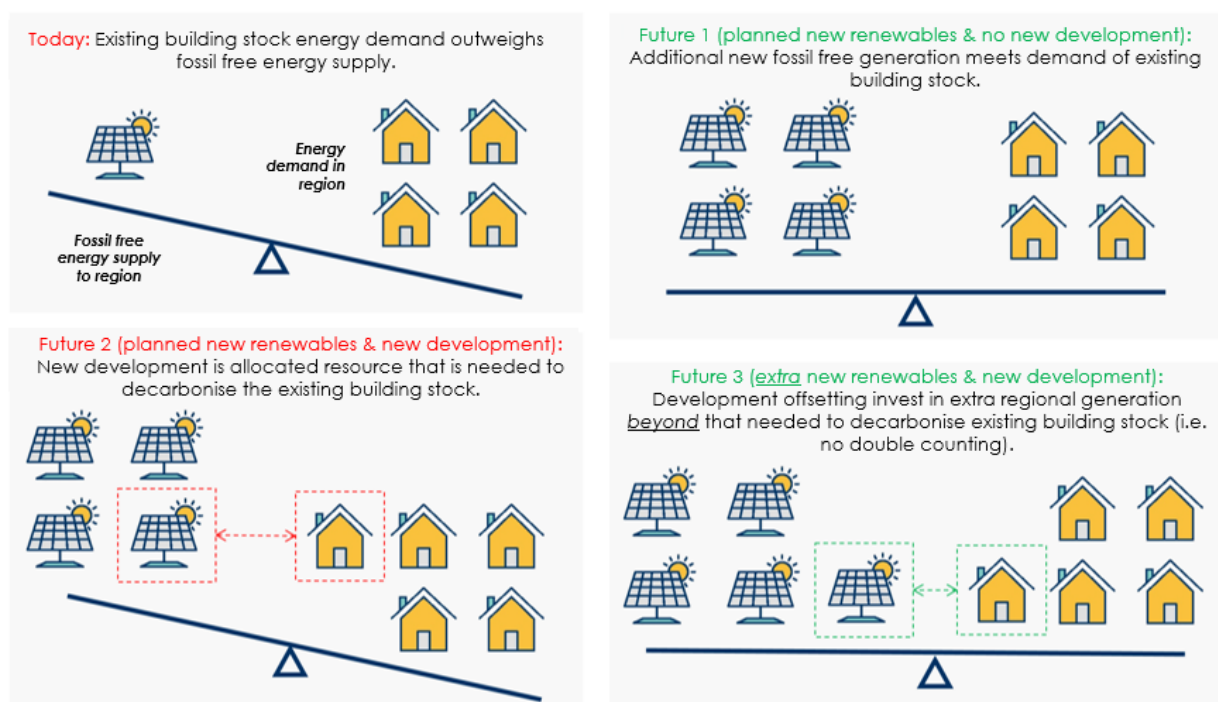 Today: Existing building stock energy demand outweighs
fossil free energy supply.
Energy
demand in
region
Fossil free
energy supply
to region
Future 1 (planned new renewables & no new development):
Additional new fossil free generation meets demand of existing
building stock.
Future 2 (planned new renewables & new development):
New development is allocated resource that is needed to
decarbonise the existing building stock.
Future 3 (extra new renewables & new development):
Development offsetting invest in extra regional generation
beyond that needed to decarbonise existing building stock (i.e.
no double counting).